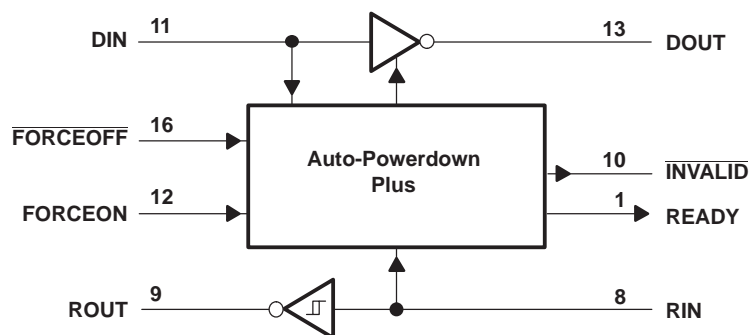 DIN 11 13 DOUT
FORCEOFF 16
Auto-Powerdown
Plus
10 INVALID
FORCEON 12
1 READY
ROUT 9 8 RIN